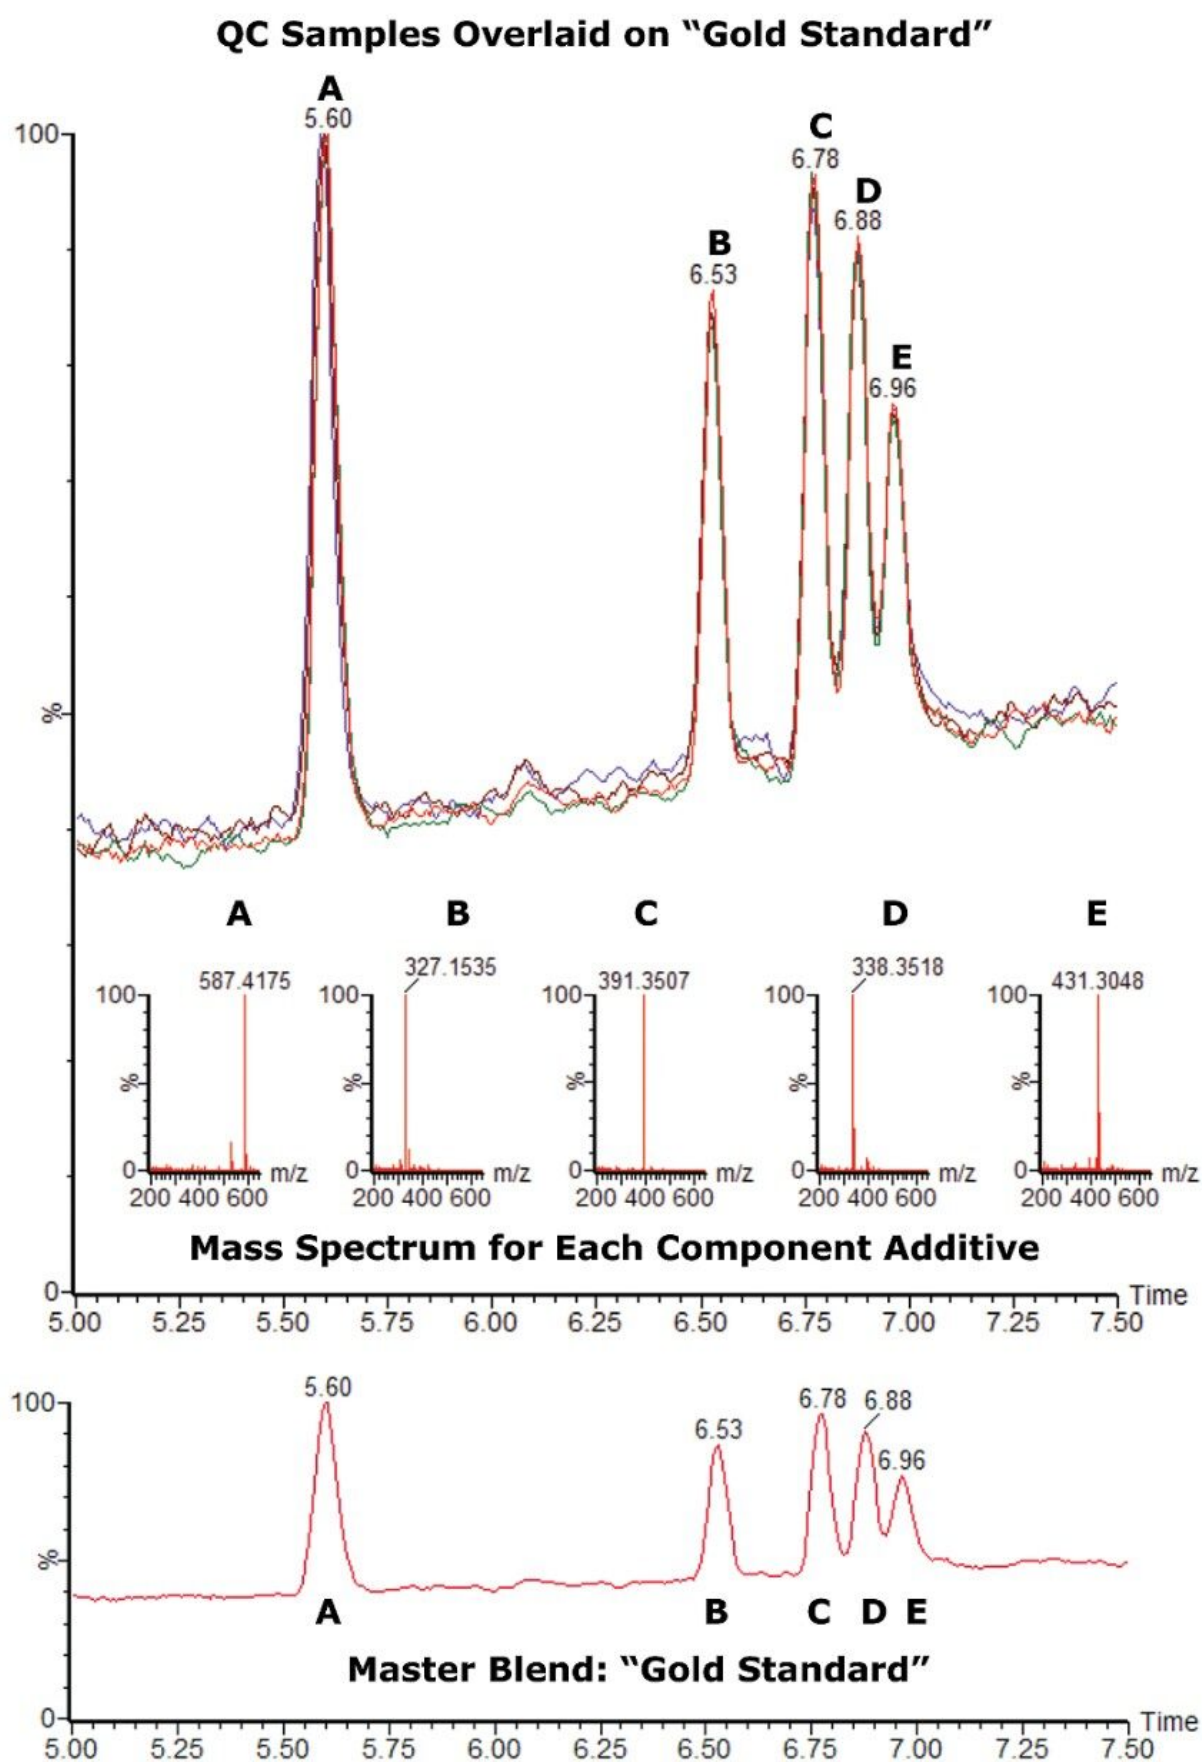 QC Samples Overlaid on “Gold Standard”
A
5.60
C
6.78
D
6.88
B
6.53
E
6.96
100
%
0
A B C D E
587.4175 327.1535 391.3507 338.3518 431.3048
100 100 100 100 100
% % % % %
0 0 0 0 0
m/z m/z m/z m/z m/z
200 400 600 200 400 600 200 400 600 200 400 600 200 400 600
Mass Spectrum for Each Component Additive
Time
5.00 5.25 5.50 5.75 6.00 6.25 6.50 6.75 7.00 7.25 7.50
100
%
0
5.60 6.53 6.78 6.88 6.96
A B C D E
Master Blend: “Gold Standard”
Time
5.00 5.25 5.50 5.75 6.00 6.25 6.50 6.75 7.00 7.25 7.50